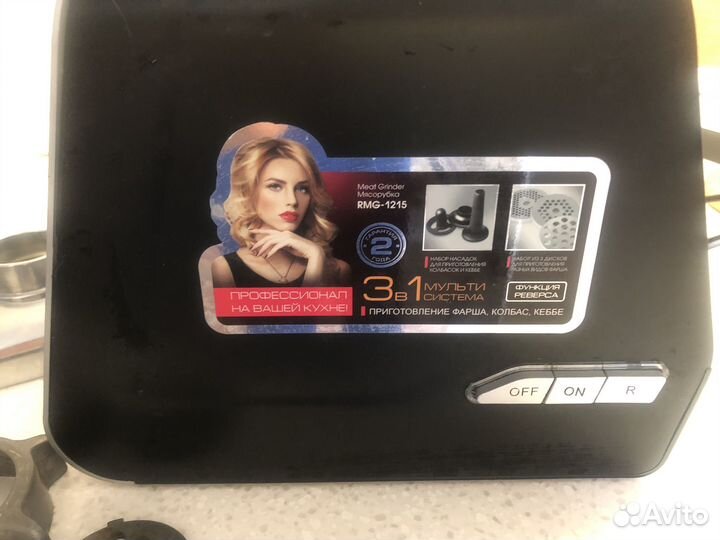 Meat Grinder
Мясорубка
RMG-1215
ГАРАНТИЯ
2
ГОДА
НАБОР НАСАДОК
ДЛЯ ПРИГОТОВЛЕНИЯ
КОЛБАСОК И КЕББЕ
НАБОР ИЗ 3 ДИСКОВ
ДЛЯ ПРИГОТОВЛЕНИЯ
РАЗНЫХ ВИДОВ ФАРША
ПРОФЕССИОНАЛ
НА ВАШЕЙ КУХНЕ!
3в1 МУЛЬТИ
СИСТЕМА
ФУНКЦИЯ
РЕВЕРСА
ПРИГОТОВЛЕНИЕ ФАРША, КОЛБАС, КЕББЕ
OFF ON R
Avito